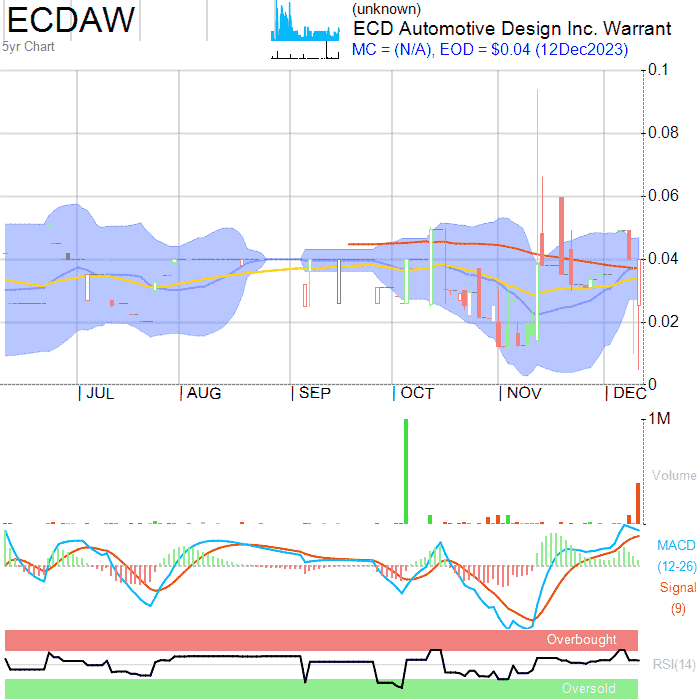 ECDAW
5yr Chart
(unknown)
ECD Automotive Design Inc. Warrant
MC = (N/A), EOD = $0.04 (12Dec2023)
0.1
0.08
0.06
0.04
0.02
0
JUL
AUG
SEP
OCT
NOV
DEC
1M
Volume
MACD
(12-26)
Signal
(9)
Overbought
RSI(14)
Oversold